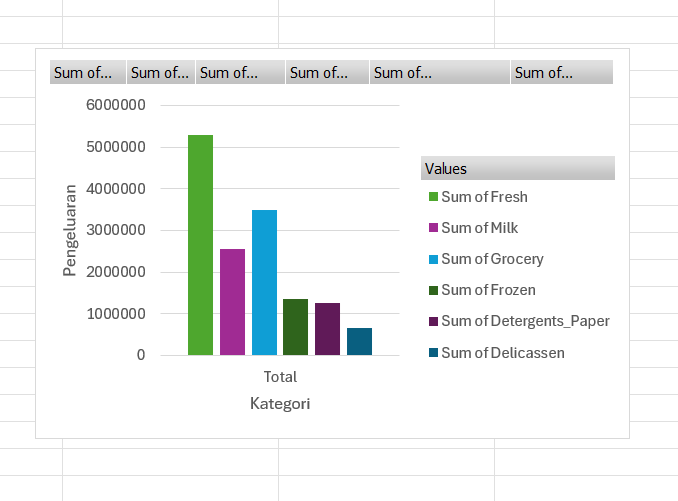 Sum of... Sum of... Sum of... Sum of... Sum of... Sum of...
6000000
5000000
4000000
3000000
2000000
1000000
0
Pengeluaran
Total
Kategori
Values
Sum of Fresh
Sum of Milk
Sum of Grocery
Sum of Frozen
Sum of Detergents_Paper
Sum of Delicassen